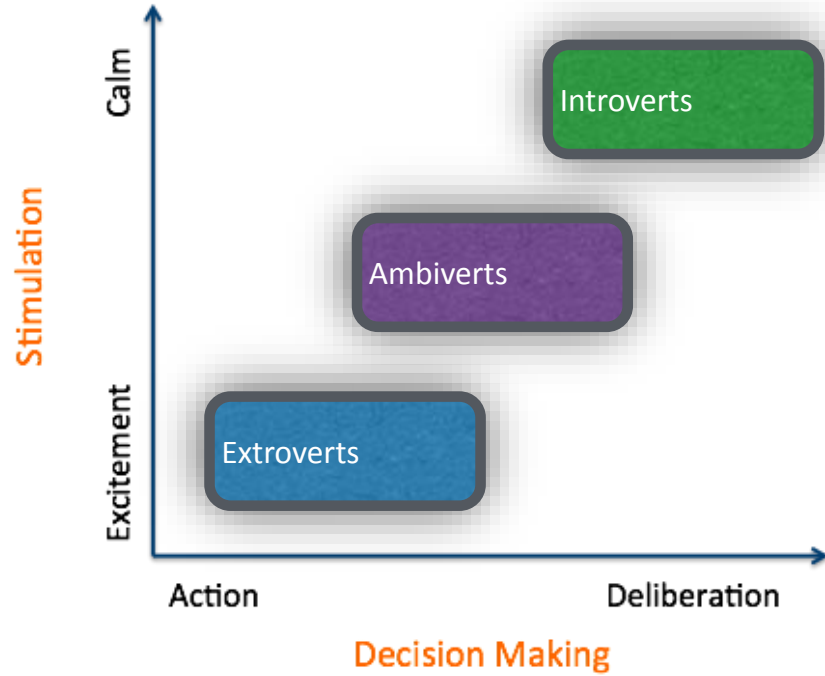 Calm
Introverts
Stimulation
Ambiverts
Excitement
Extroverts
Action
Deliberation
Decision Making